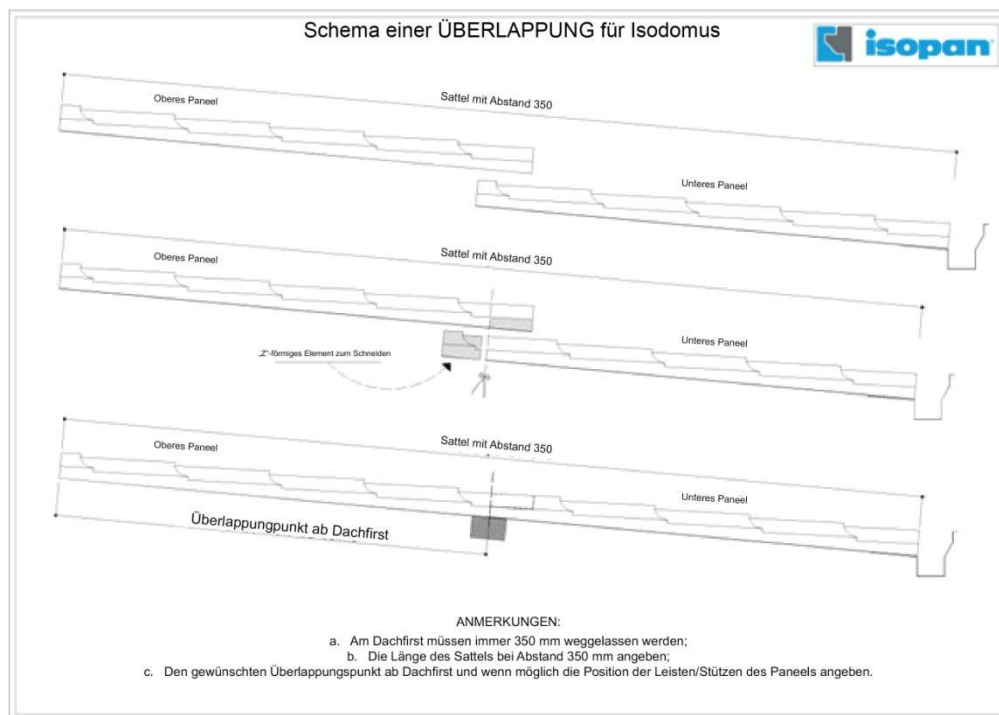 Schema einer ÜBERLAPPUNG für Isodomus
isopan
Oberes Paneel
Sattel mit Abstand 350
Unteres Paneel
Oberes Paneel
Sattel mit Abstand 350
„Z“-förmiges Element zum Schneiden
Unteres Paneel
Sattel mit Abstand 350
Oberes Paneel
Unteres Paneel
Überlappungpunkt ab Dachfirst
ANMERKUNGEN:
a. Am Dachfirst müssen immer 350 mm weggelassen werden;
b. Die Länge des Sattels bei Abstand 350 mm angeben;
c. Den gewünschten Überlappungspunkt ab Dachfirst und wenn möglich die Position der Leisten/Stützen des Paneels angeben.